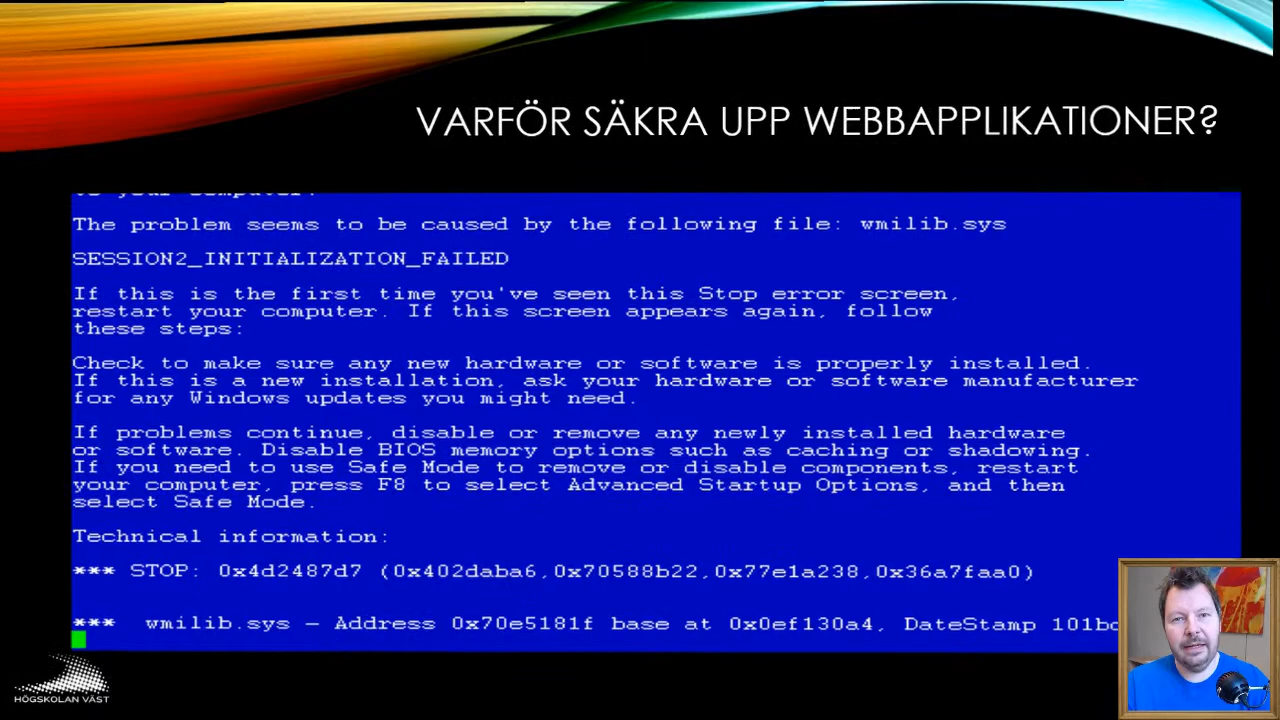 VARFÖR SÄKRA UPP WEBBAPPLIKATIONER?
to your computer.
The problem seems to be caused by the following file: wmilib.sys
SESSION2_INITIALIZATION_FAILED
If this is the first time you've seen this Stop error screen,
restart your computer. If this screen appears again, follow
these steps:
Check to make sure any new hardware or software is properly installed.
If this is a new installation, ask your hardware or software manufacturer
for any Windows updates you might need.
If problems continue, disable or remove any newly installed hardware
or software. Disable BIOS memory options such as caching or shadowing.
If you need to use Safe Mode to remove or disable components, restart
your computer, press F8 to select Advanced Startup Options, and then
select Safe Mode.
Technical information:
*** STOP: 0x4d2487d7 (0x402daba6,0x70588b22,0x77e1a238,0x36a7faa0)
*** wmilib.sys – Address 0x70e5181f base at 0x0ef130a4, DateStamp
HÖGSKOLAN VÄST